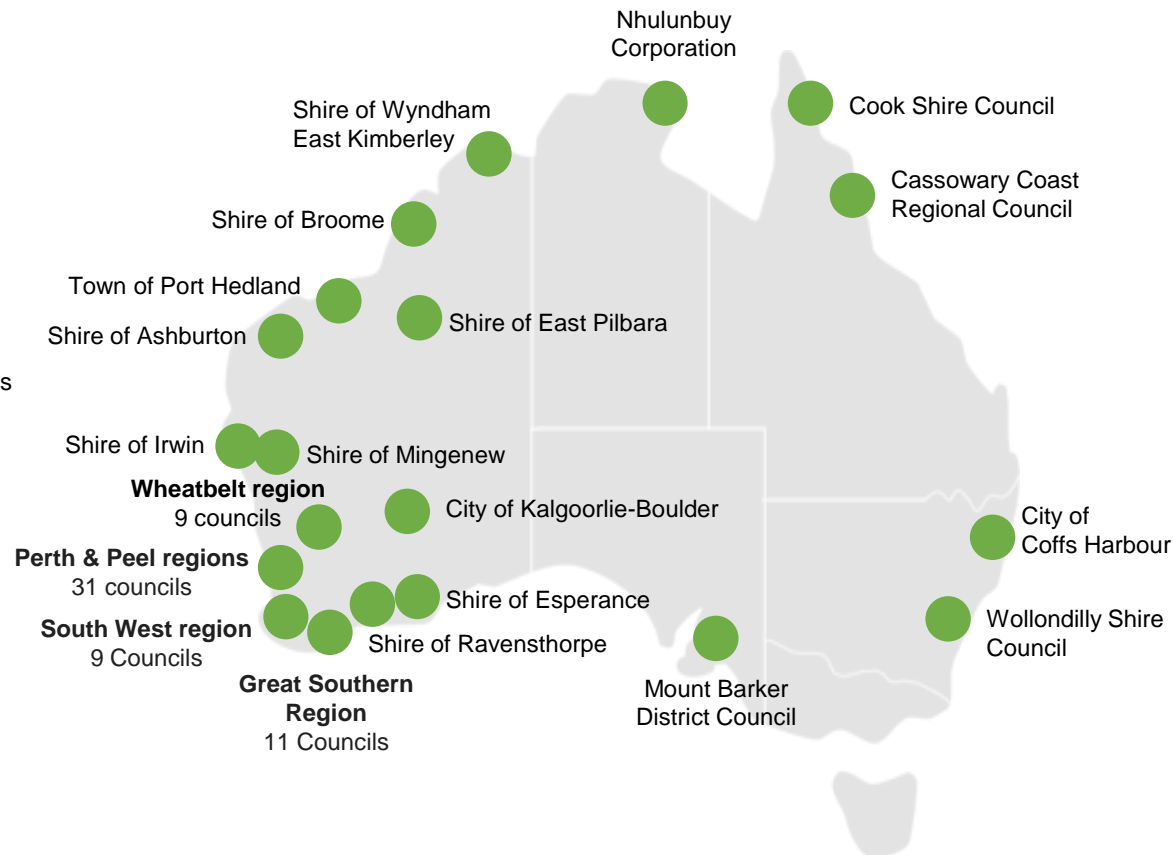 Nhulunbuy
Corporation
Shire of Wyndham
East Kimberley
Cook Shire Council
Cassowary Coast
Regional Council
Shire of Broome
Town of Port Hedland
Shire of East Pilbara
Shire of Ashburton
s
Shire of Irwin
Shire of Mingenew
Wheatbelt region
9 councils
City of Kalgoorlie-Boulder
City of
Coffs Harbour
Perth & Peel regions
31 councils
Shire of Esperance
South West region
9 Councils
Shire of Ravensthorpe
Wollondilly Shire
Council
Great Southern
Region
11 Councils
Mount Barker
District Council